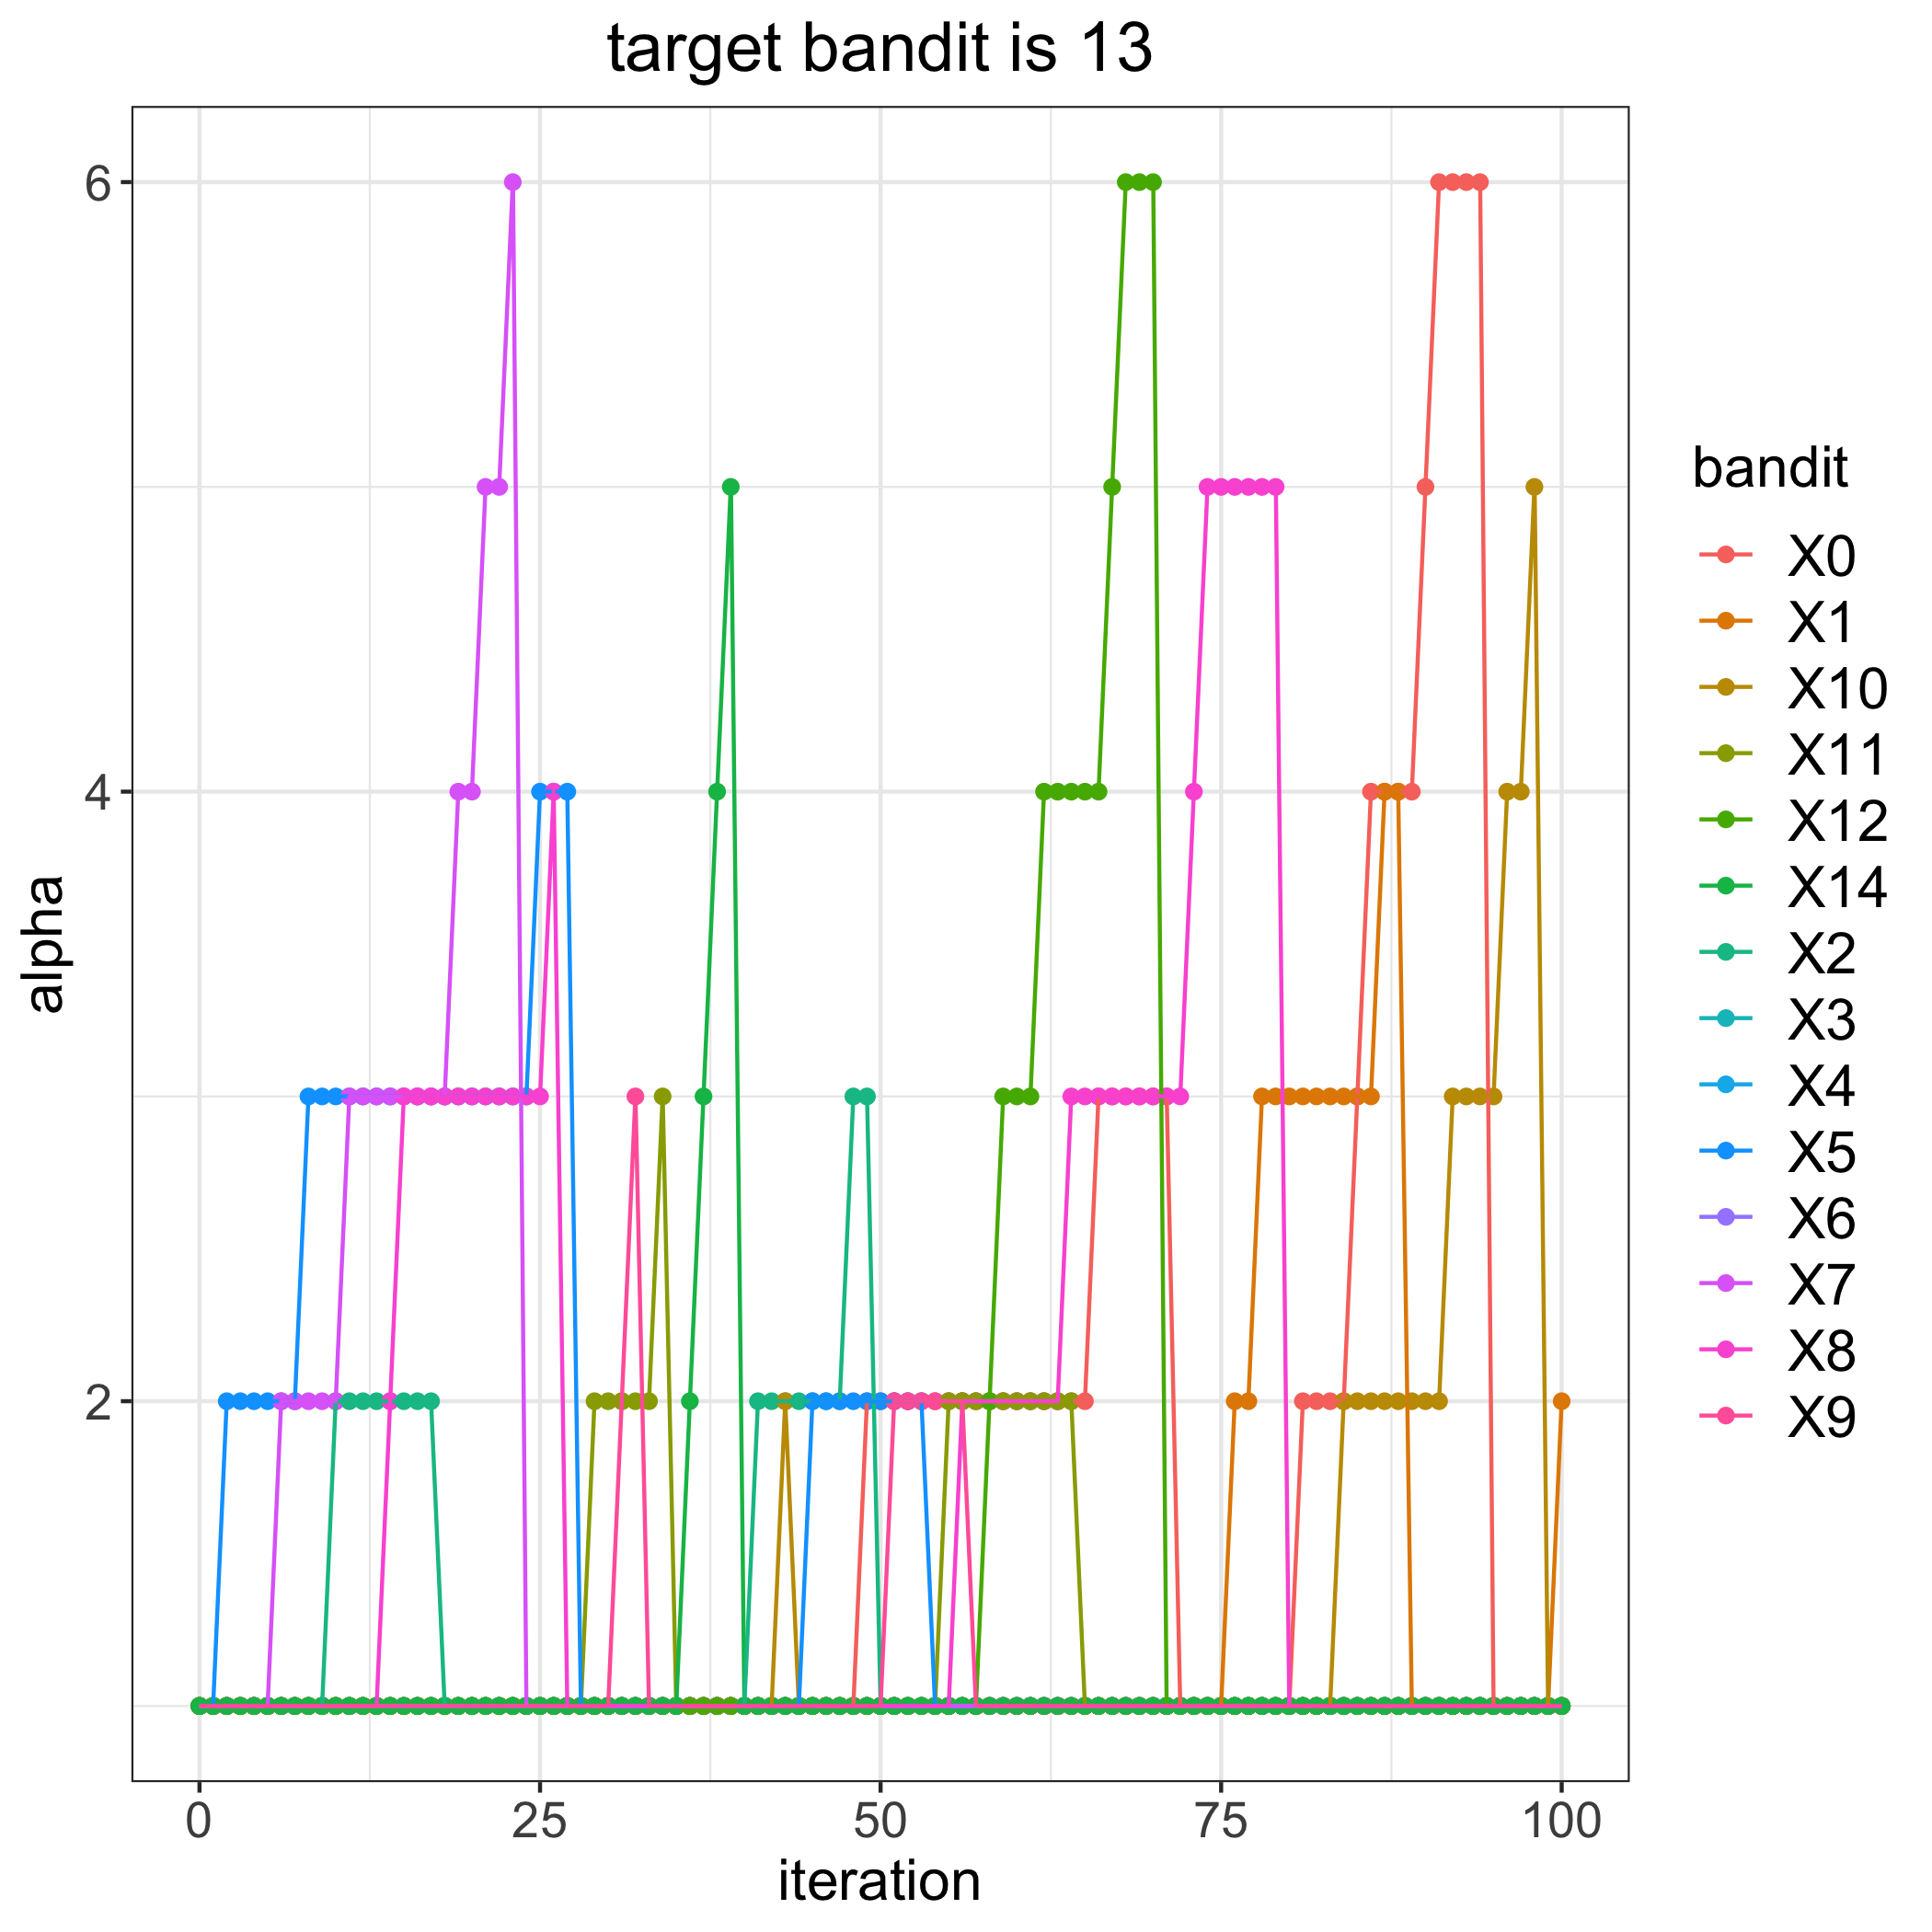 target bandit is 13
6
4
2
alpha
0 25 50 75 100
iteration
bandit
X0
X1
X10
X11
X12
X14
X2
X3
X4
X5
X6
X7
X8
X9